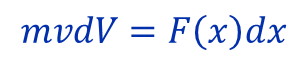 mvdV = F(x)dx